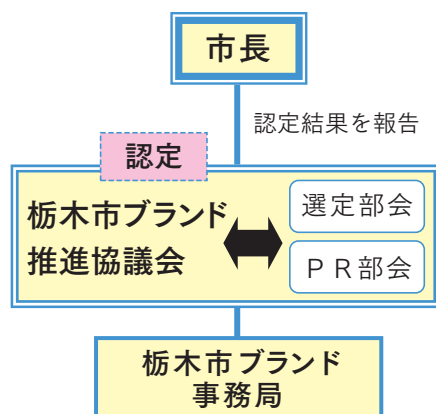 市長
認定結果を報告
認定
栃木市ブランド
推進協議会
選定部会
ＰＲ部会
栃木市ブランド
事務局